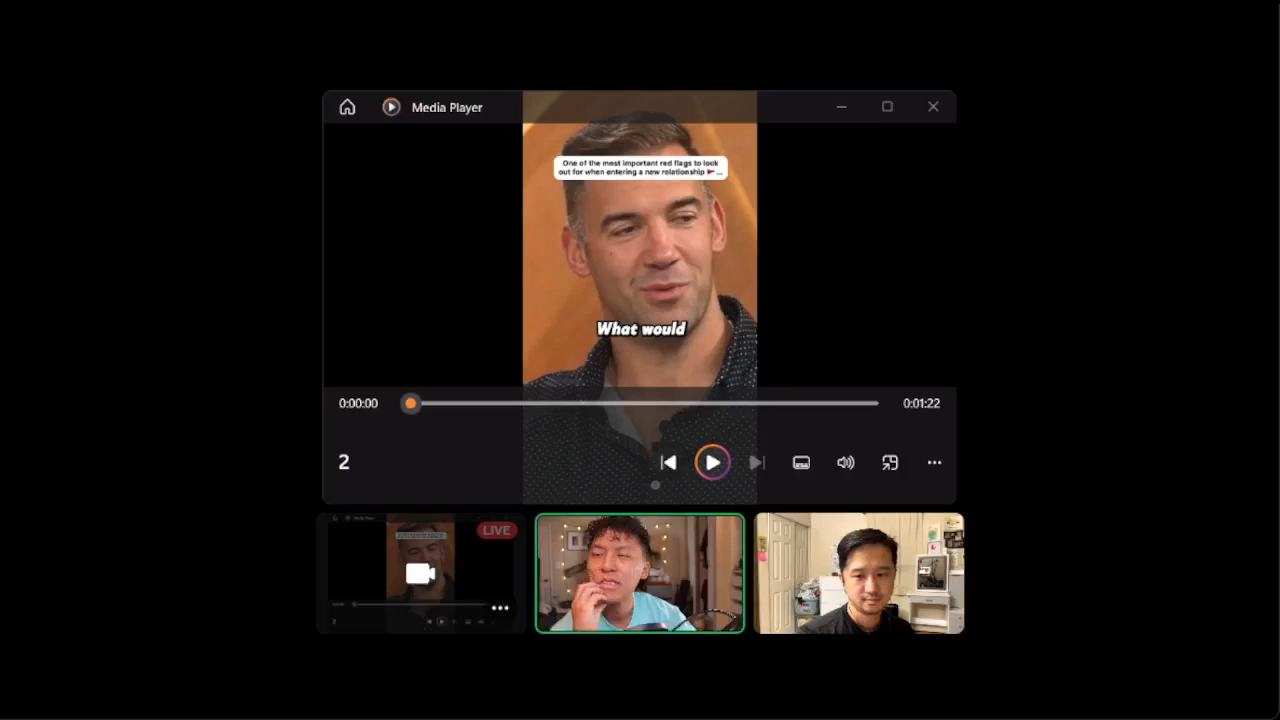 Media Player
One of the most important red flags to look
out for when entering a new relationship 🚩...
What would
0:00:00
0:01:22
2
LIVE